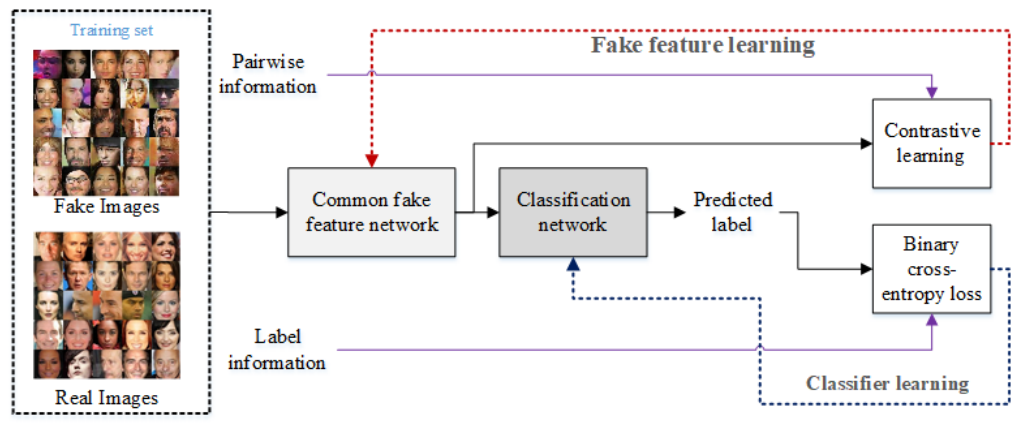 Training set
Fake Images
Real Images
Pairwise
information
Fake feature learning
Contrastive
learning
Common fake
feature network
Classification
network
Predicted
label
Binary
cross-
entropy loss
Label
information
Classifier learning